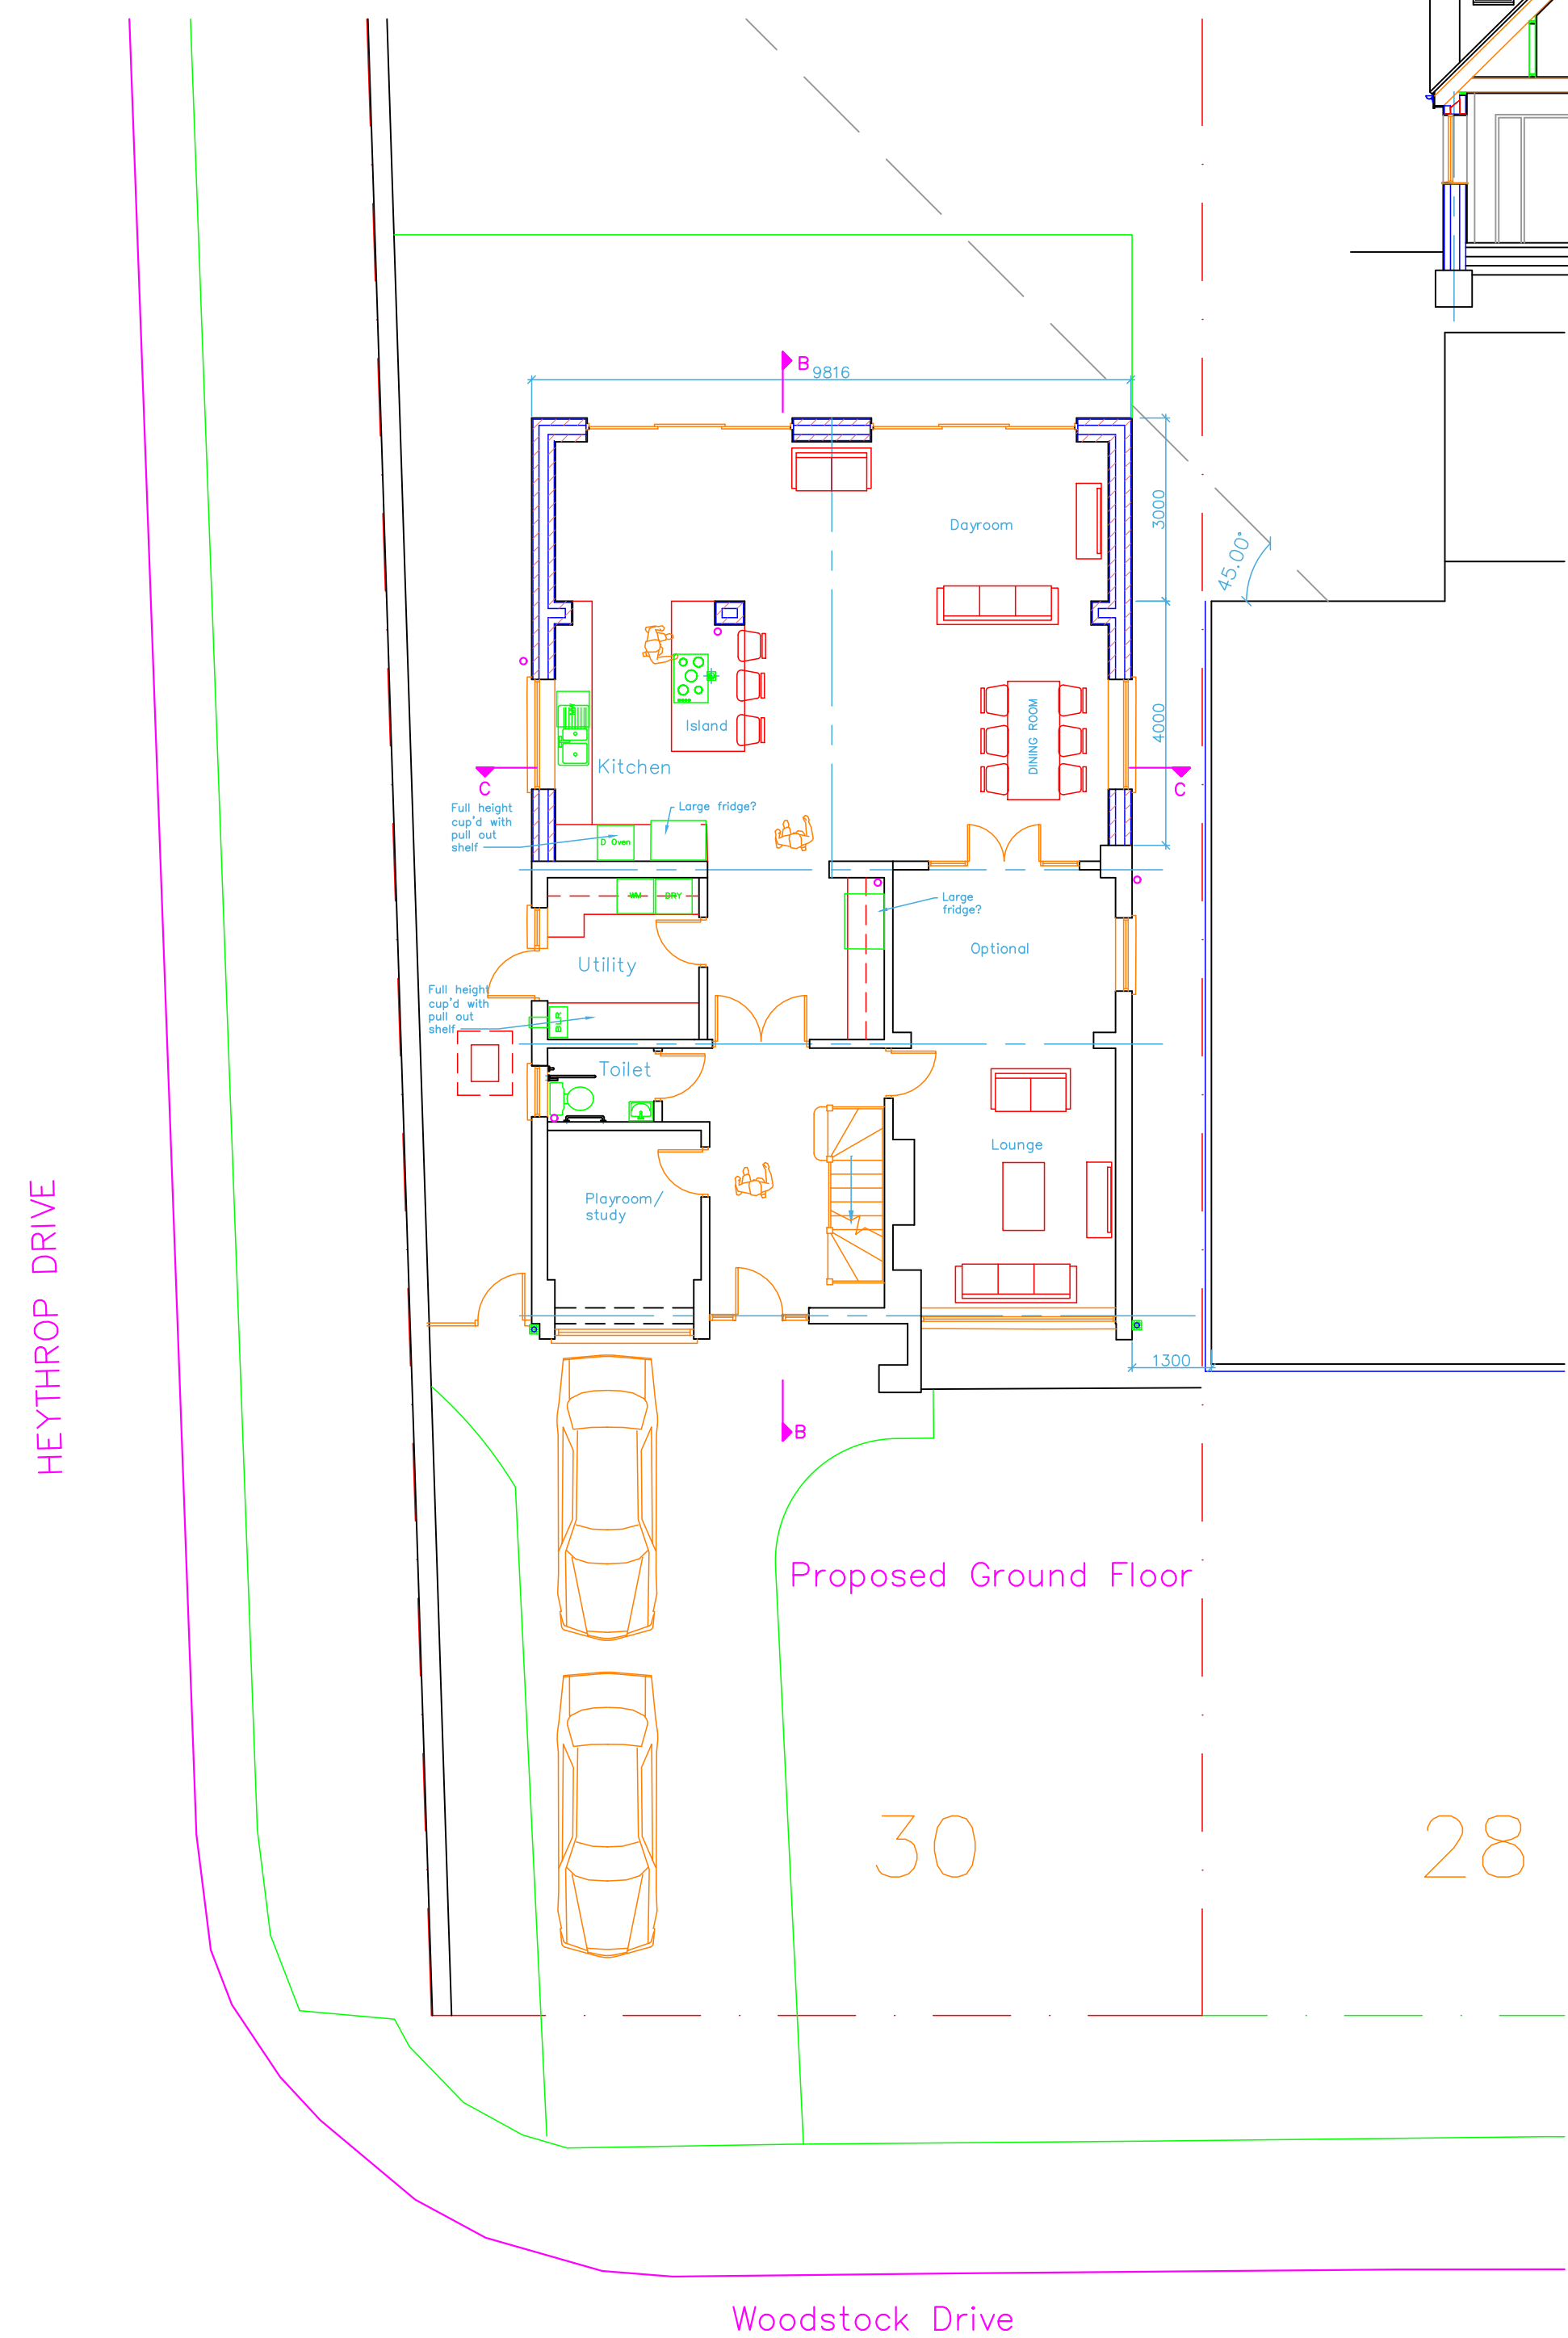 B
9816
Dayroom
3000
45.00°
Island
DINING ROOM
4000
Kitchen
C
C
Full height
cup'd with
pull out
shelf
Large fridge?
D Oven
WM
DRY
Large
fridge?
Optional
Utility
Full height
cup'd with
pull out
shelf
BLR
Toilet
Lounge
Playroom/
study
HEYTHROP DRIVE
1300
B
Proposed Ground Floor
30
28
Woodstock Drive